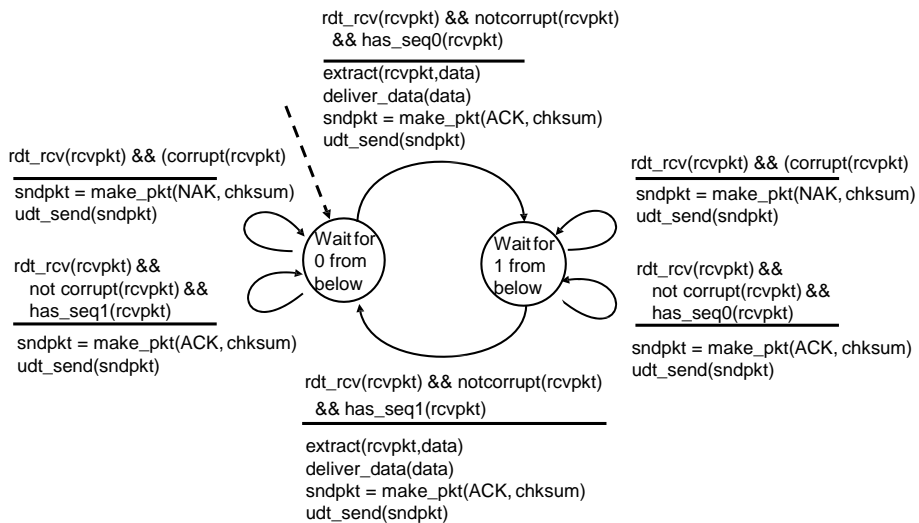 rdt_rcv(rcvpkt) && notcorrupt(rcvpkt)
&& has_seq0(rcvpkt)
extract(rcvpkt,data)
deliver_data(data)
sndpkt = make_pkt(ACK, chksum)
udt_send(sndpkt)
rdt_rcv(rcvpkt) && (corrupt(rcvpkt)
sndpkt = make_pkt(NAK, chksum)
udt_send(sndpkt)
rdt_rcv(rcvpkt) &&
not corrupt(rcvpkt) &&
has_seq1(rcvpkt)
sndpkt = make_pkt(ACK, chksum)
udt_send(sndpkt)
Wait for
0 from
below
Wait for
1 from
below
rdt_rcv(rcvpkt) && (corrupt(rcvpkt)
sndpkt = make_pkt(NAK, chksum)
udt_send(sndpkt)
rdt_rcv(rcvpkt) &&
not corrupt(rcvpkt) &&
has_seq0(rcvpkt)
sndpkt = make_pkt(ACK, chksum)
udt_send(sndpkt)
rdt_rcv(rcvpkt) && notcorrupt(rcvpkt)
&& has_seq1(rcvpkt)
extract(rcvpkt,data)
deliver_data(data)
sndpkt = make_pkt(ACK, chksum)
udt_send(sndpkt)